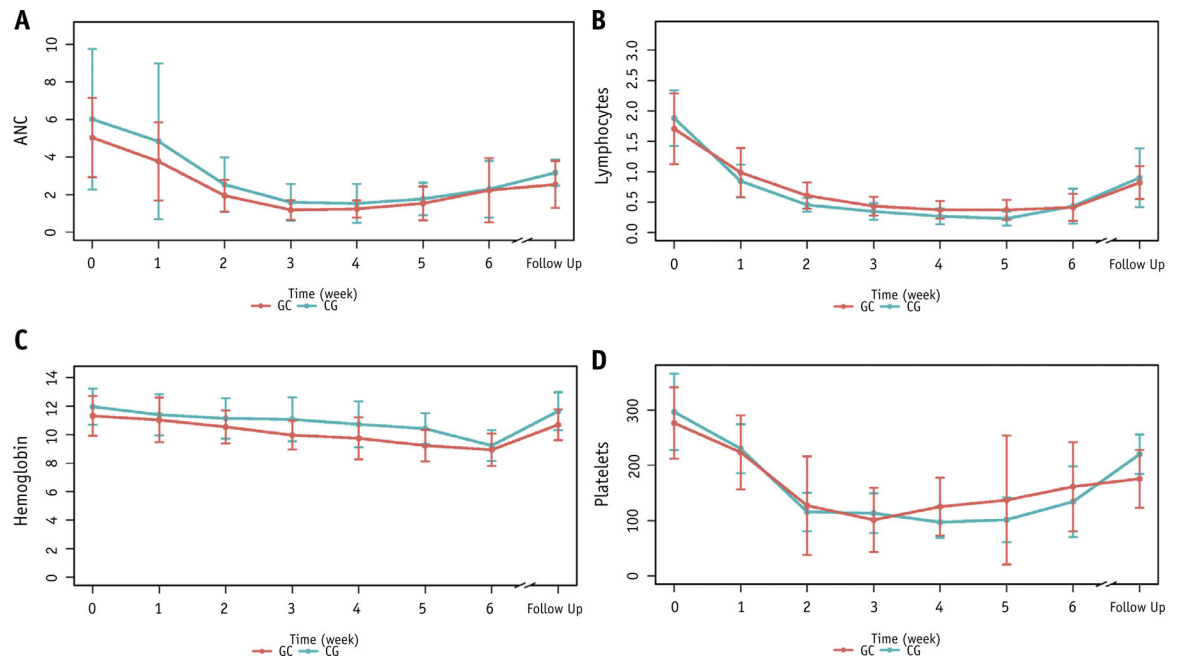 A
ANC
10
8
6
4
2
0
0 1 2 3 4 5 6 Follow Up
Time (week)
GC CG
B
Lymphocytes
3.0
2.5
2.0
1.5
1.0
0.5
0.0
0 1 2 3 4 5 6 Follow Up
Time (week)
GC CG
C
Hemoglobin
14
12
10
8
6
4
2
0
0 1 2 3 4 5 6 Follow Up
Time (week)
GC CG
D
Platelets
300
200
100
0
0 1 2 3 4 5 6 Follow Up
Time (week)
GC CG